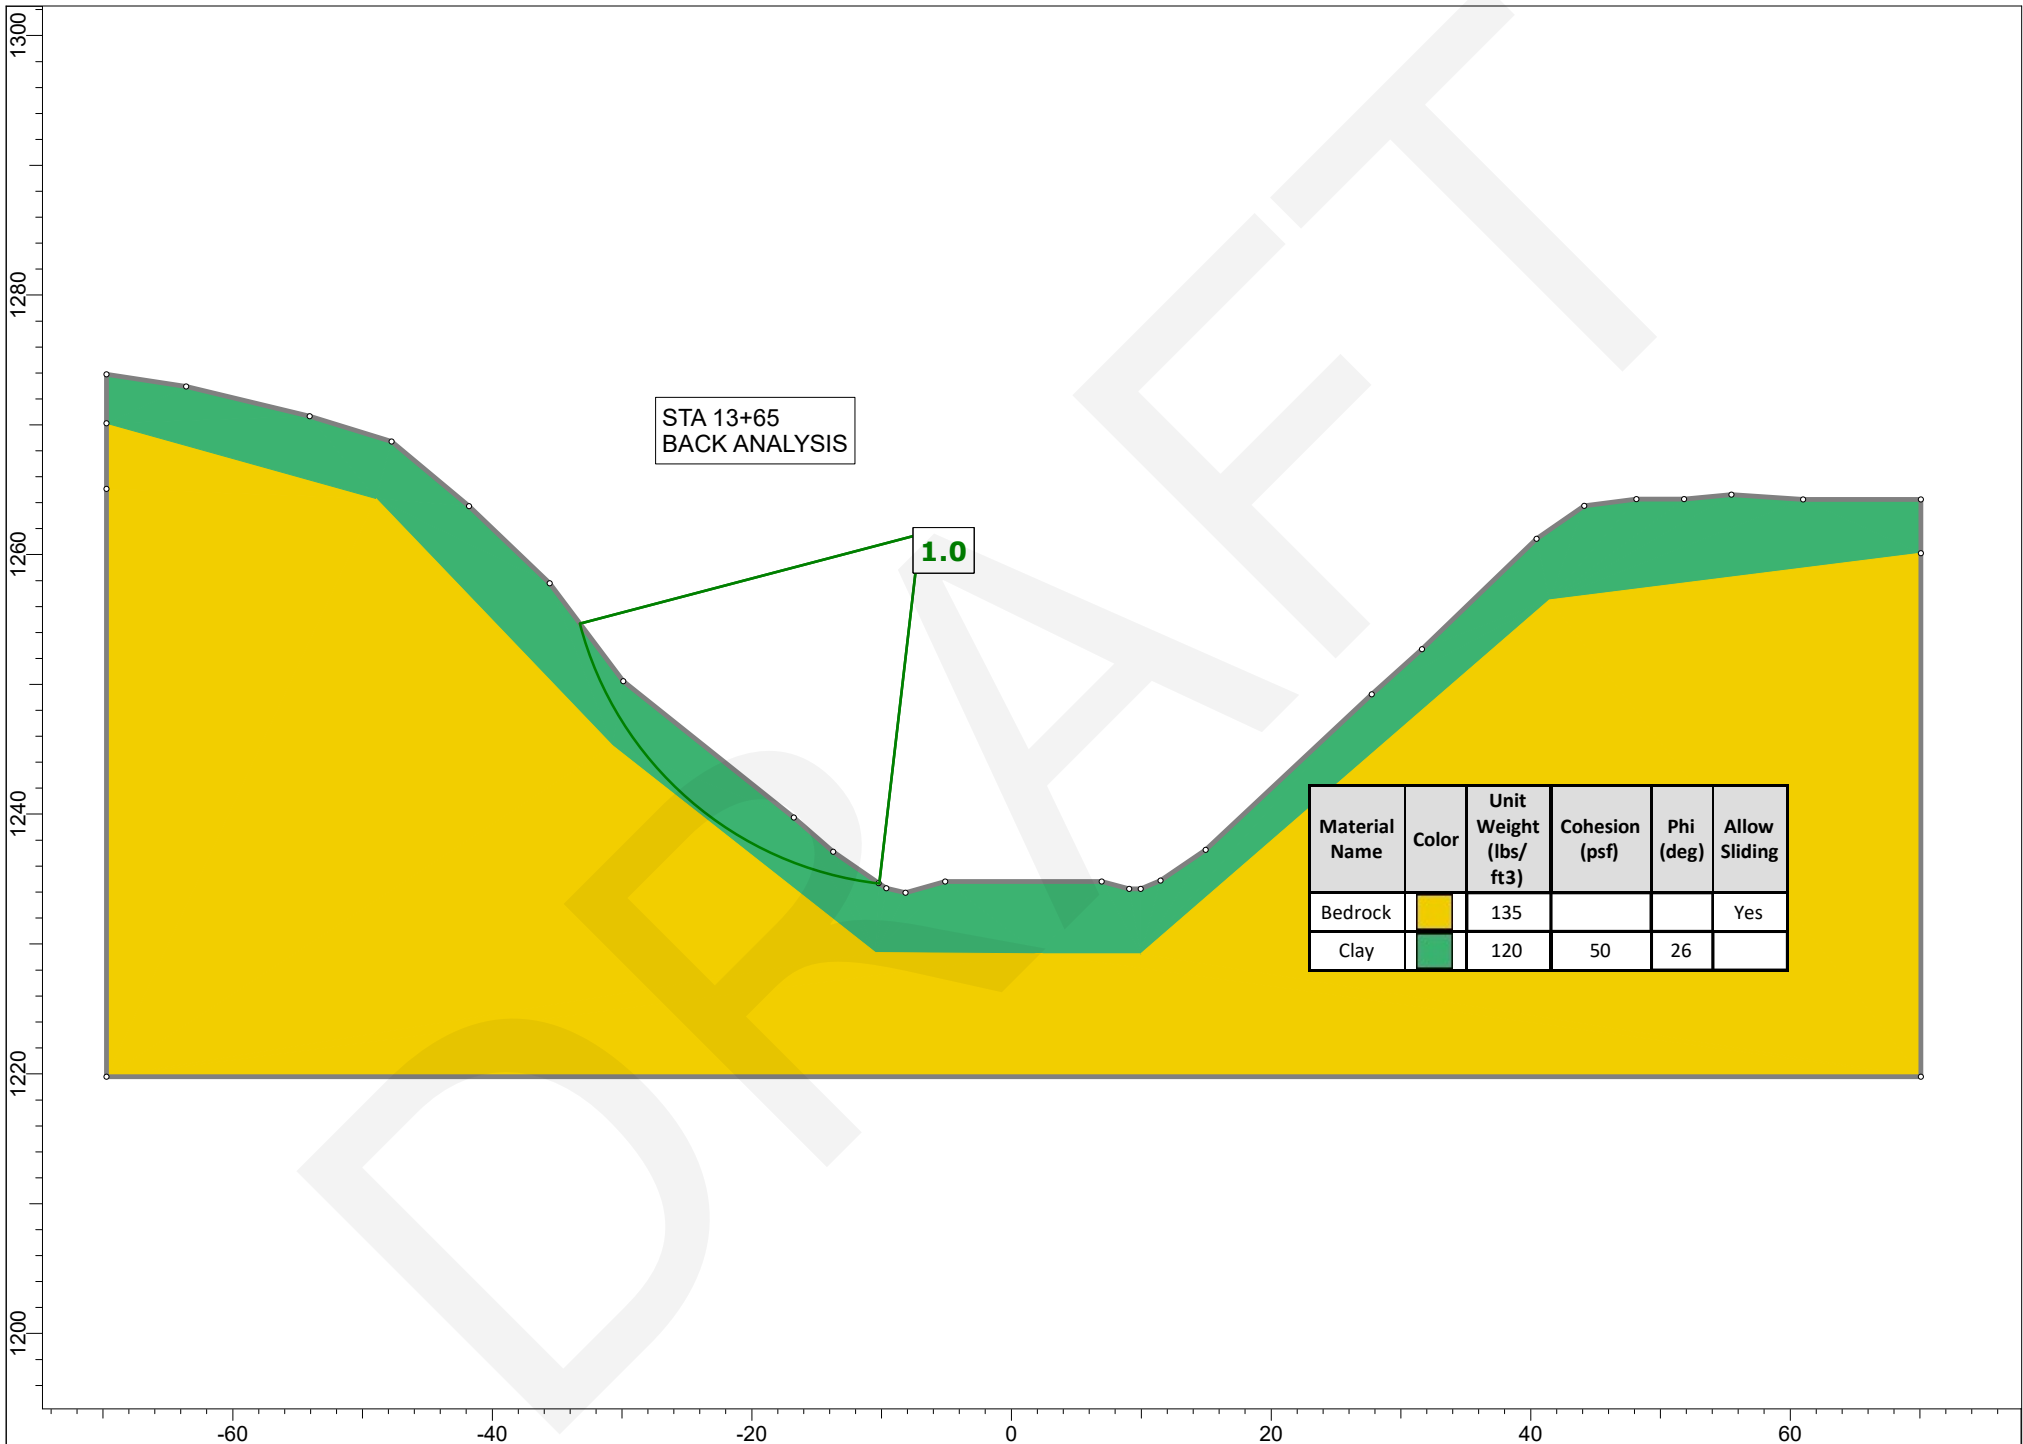 1300
1280
1260
1240
1220
1200
STA 13+65
BACK ANALYSIS
1.0
Material Name Color Unit Weight (lbs/ft3) Cohesion (psf) Phi (deg) Allow Sliding
Bedrock 135 Yes
Clay 120 50 26
-60 -40 -20 0 20 40 60
DRAFT